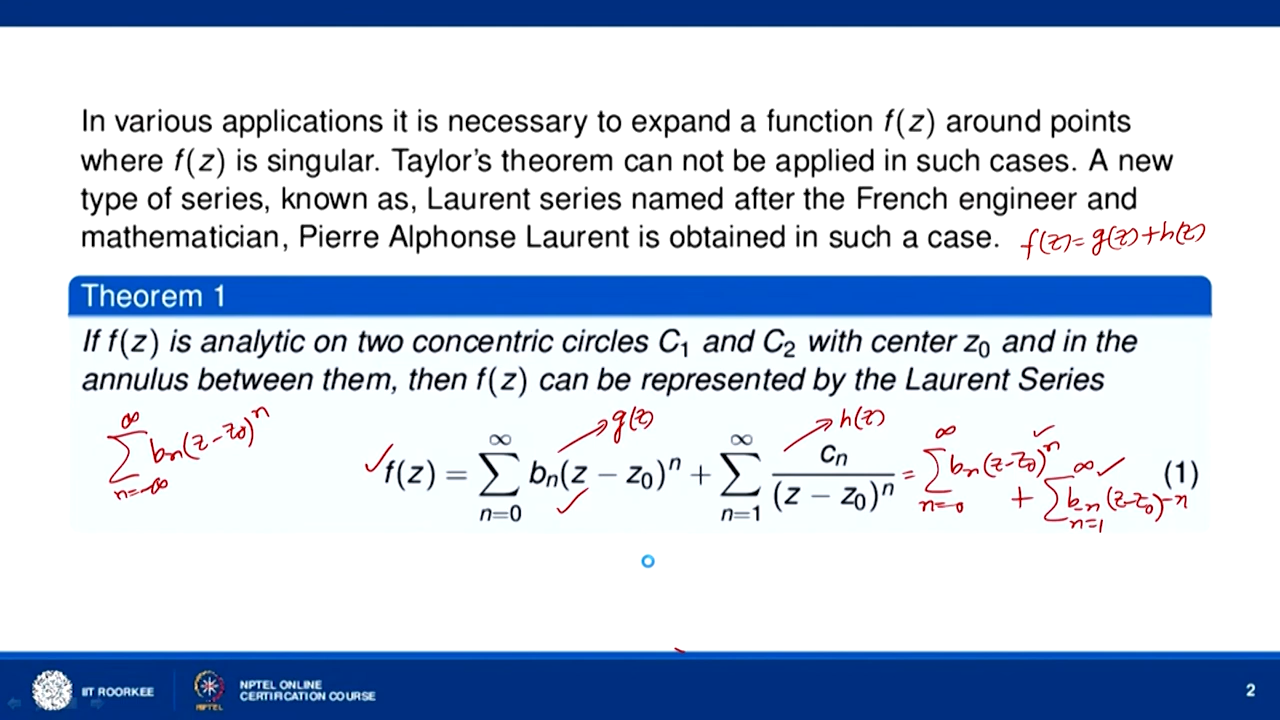 In various applications it is necessary to expand a function f(z) around points
where f(z) is singular. Taylor's theorem can not be applied in such cases. A new
type of series, known as, Laurent series named after the French engineer and
mathematician, Pierre Alphonse Laurent is obtained in such a case. f(z)=g(z)+h(z)
Theorem 1
If f(z) is analytic on two concentric circles C₁ and C₂ with center z₀ and in the
annulus between them, then f(z) can be represented by the Laurent Series
∑_{n=-∞}^{∞} bₙ(z-z₀)ⁿ
→ g(z)
→ h(z)
✓ f(z) = ∑_{n=0}^{∞} bₙ(z − z₀)ⁿ + ∑_{n=1}^{∞} cₙ/(z − z₀)ⁿ = ∑_{n=0}^{∞} bₙ(z-z₀)ⁿ (1)
+ ∑_{n=1}^{∞} b₋ₙ(z-z₀)⁻ⁿ
IIT ROORKEE
NPTEL ONLINE
CERTIFICATION COURSE
NPTEL
2